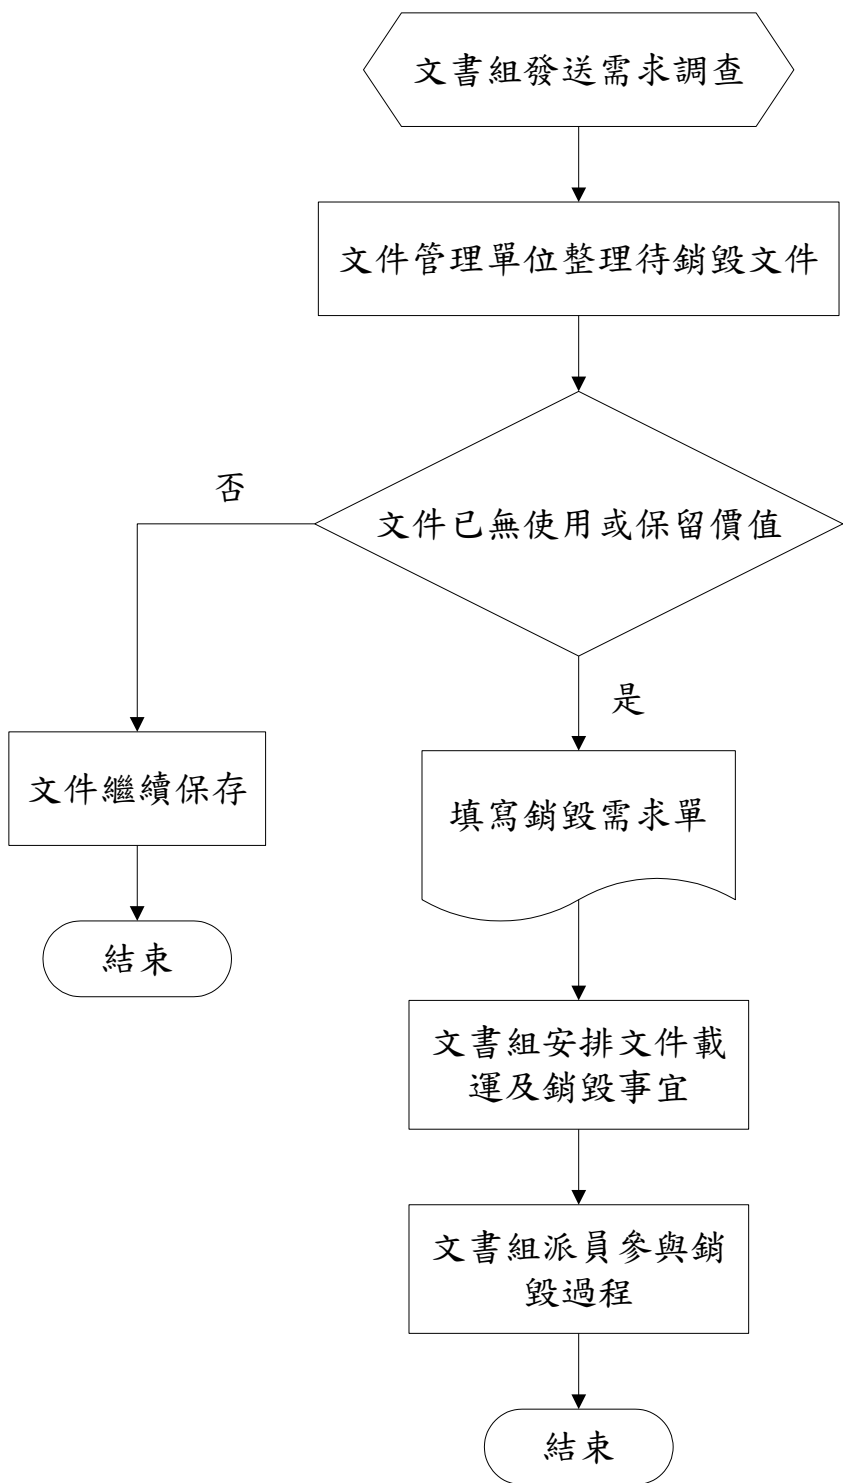 文書組發送需求調查
文件管理單位整理待銷毀文件
文件已無使用或保留價值
否
是
文件繼續保存
填寫銷毀需求單
結束
文書組安排文件載
運及銷毀事宜
文書組派員參與銷
毀過程
結束